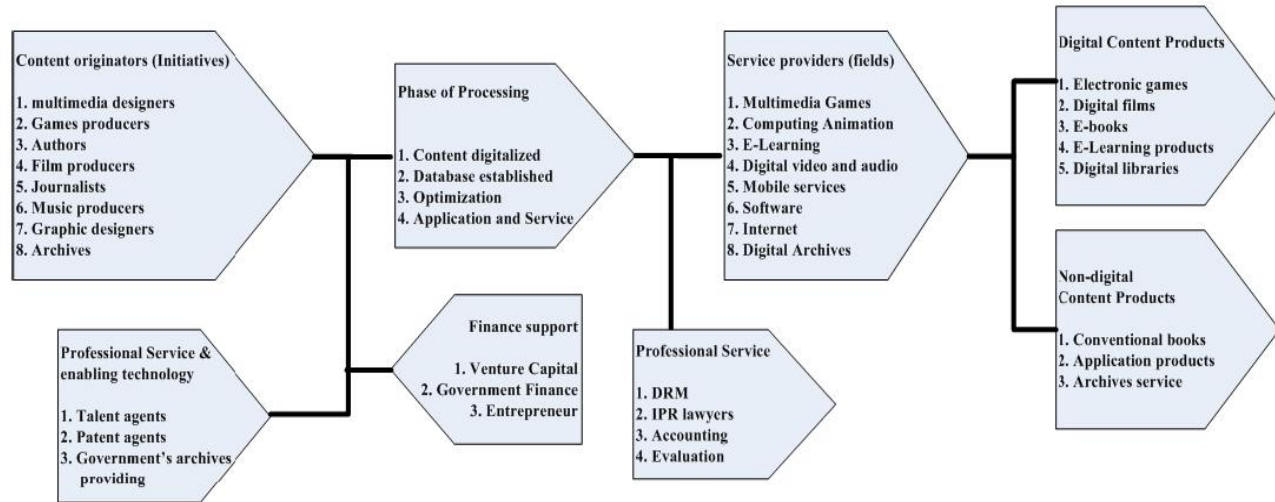 Content originators (Initiatives)
1. multimedia designers
2. Games producers
3. Authors
4. Film producers
5. Journalists
6. Music producers
7. Graphic designers
8. Archives
Phase of Processing
1. Content digitalized
2. Database established
3. Optimization
4. Application and Service
Service providers (fields)
1. Multimedia Games
2. Computing Animation
3. E-Learning
4. Digital video and audio
5. Mobile services
6. Software
7. Internet
8. Digital Archives
Digital Content Products
1. Electronic games
2. Digital films
3. E-books
4. E-Learning products
5. Digital libraries
Professional Service &
enabling technology
1. Talent agents
2. Patent agents
3. Government's archives
providing
Finance support
1. Venture Capital
2. Government Finance
3. Entrepreneur
Professional Service
1. DRM
2. IPR lawyers
3. Accounting
4. Evaluation
Non-digital
Content Products
1. Conventional books
2. Application products
3. Archives service